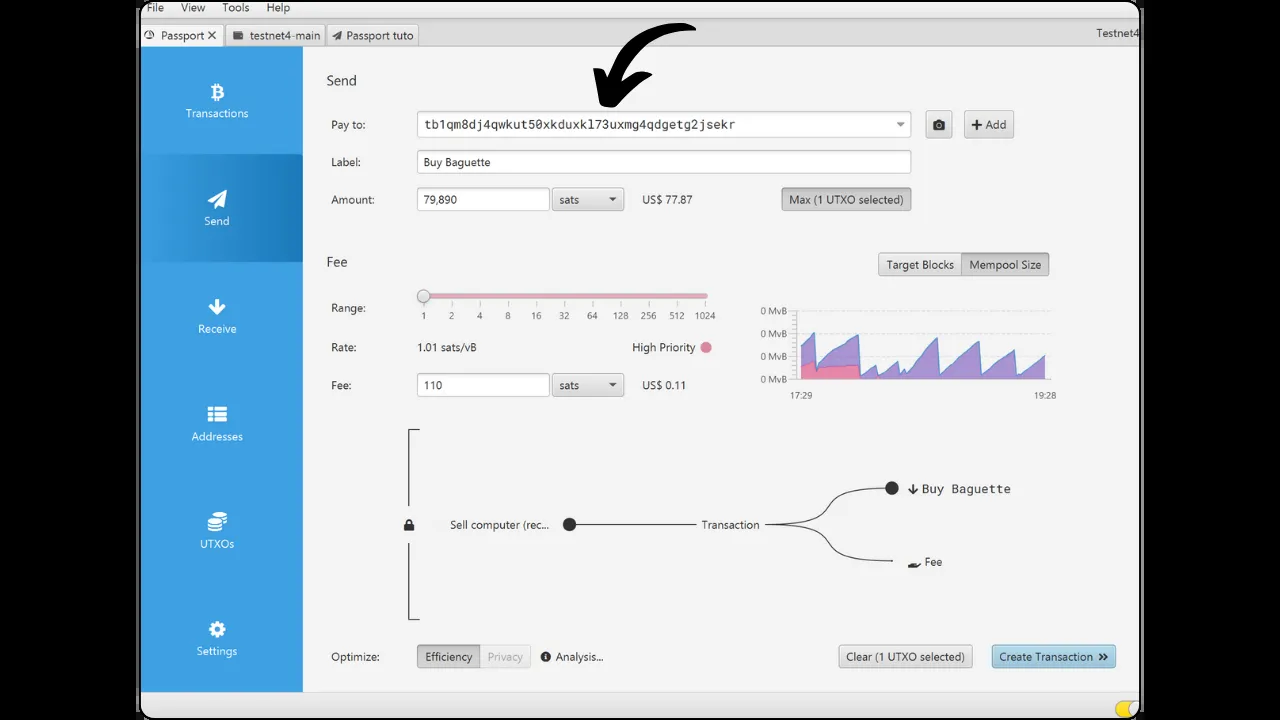 File View Tools Help
Passport testnet4-main Passport tuto Testnet4
Transactions
Send
Receive
Addresses
UTXOs
Settings
Send
Pay to: tb1qm8dj4qwkut50xkduxkl73uxmg4qdgetg2jsekr Add
Label: Buy Baguette
Amount: 79,890 sats US$ 77.87 Max (1 UTXO selected)
Fee Target Blocks Mempool Size
Range: 1 2 4 8 16 32 64 128 256 512 1024
Rate: 1.01 sats/vB High Priority
Fee: 110 sats US$ 0.11
0 MvB
0 MvB
0 MvB
0 MvB
17:29 19:28
Buy Baguette
Sell computer (rec... Transaction
Fee
Optimize: Efficiency Privacy Analysis... Clear (1 UTXO selected) Create Transaction